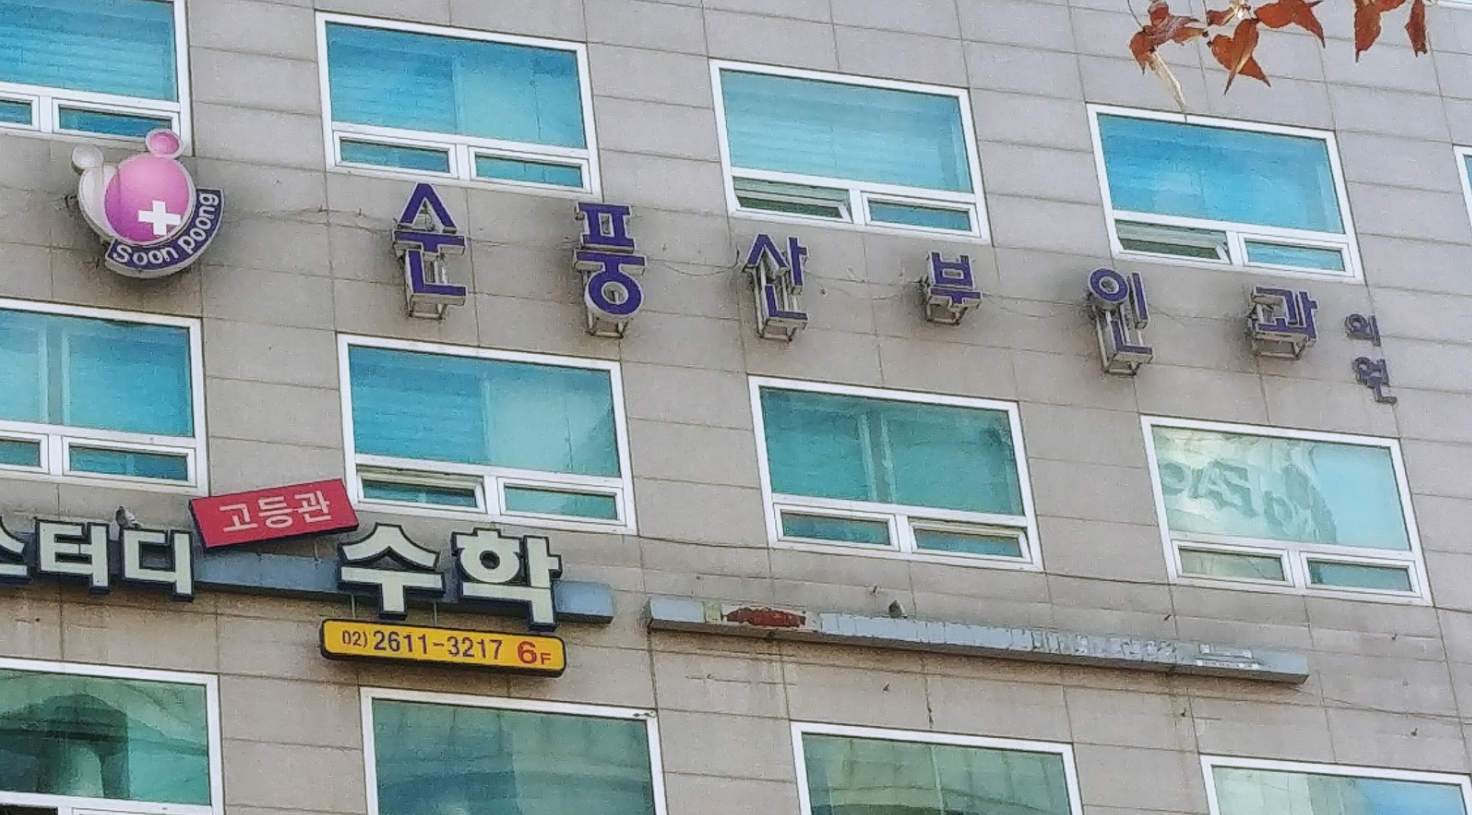 Soon poong
순풍산부인과
의원
고등관
스터디 수학
02) 2611-3217 6F